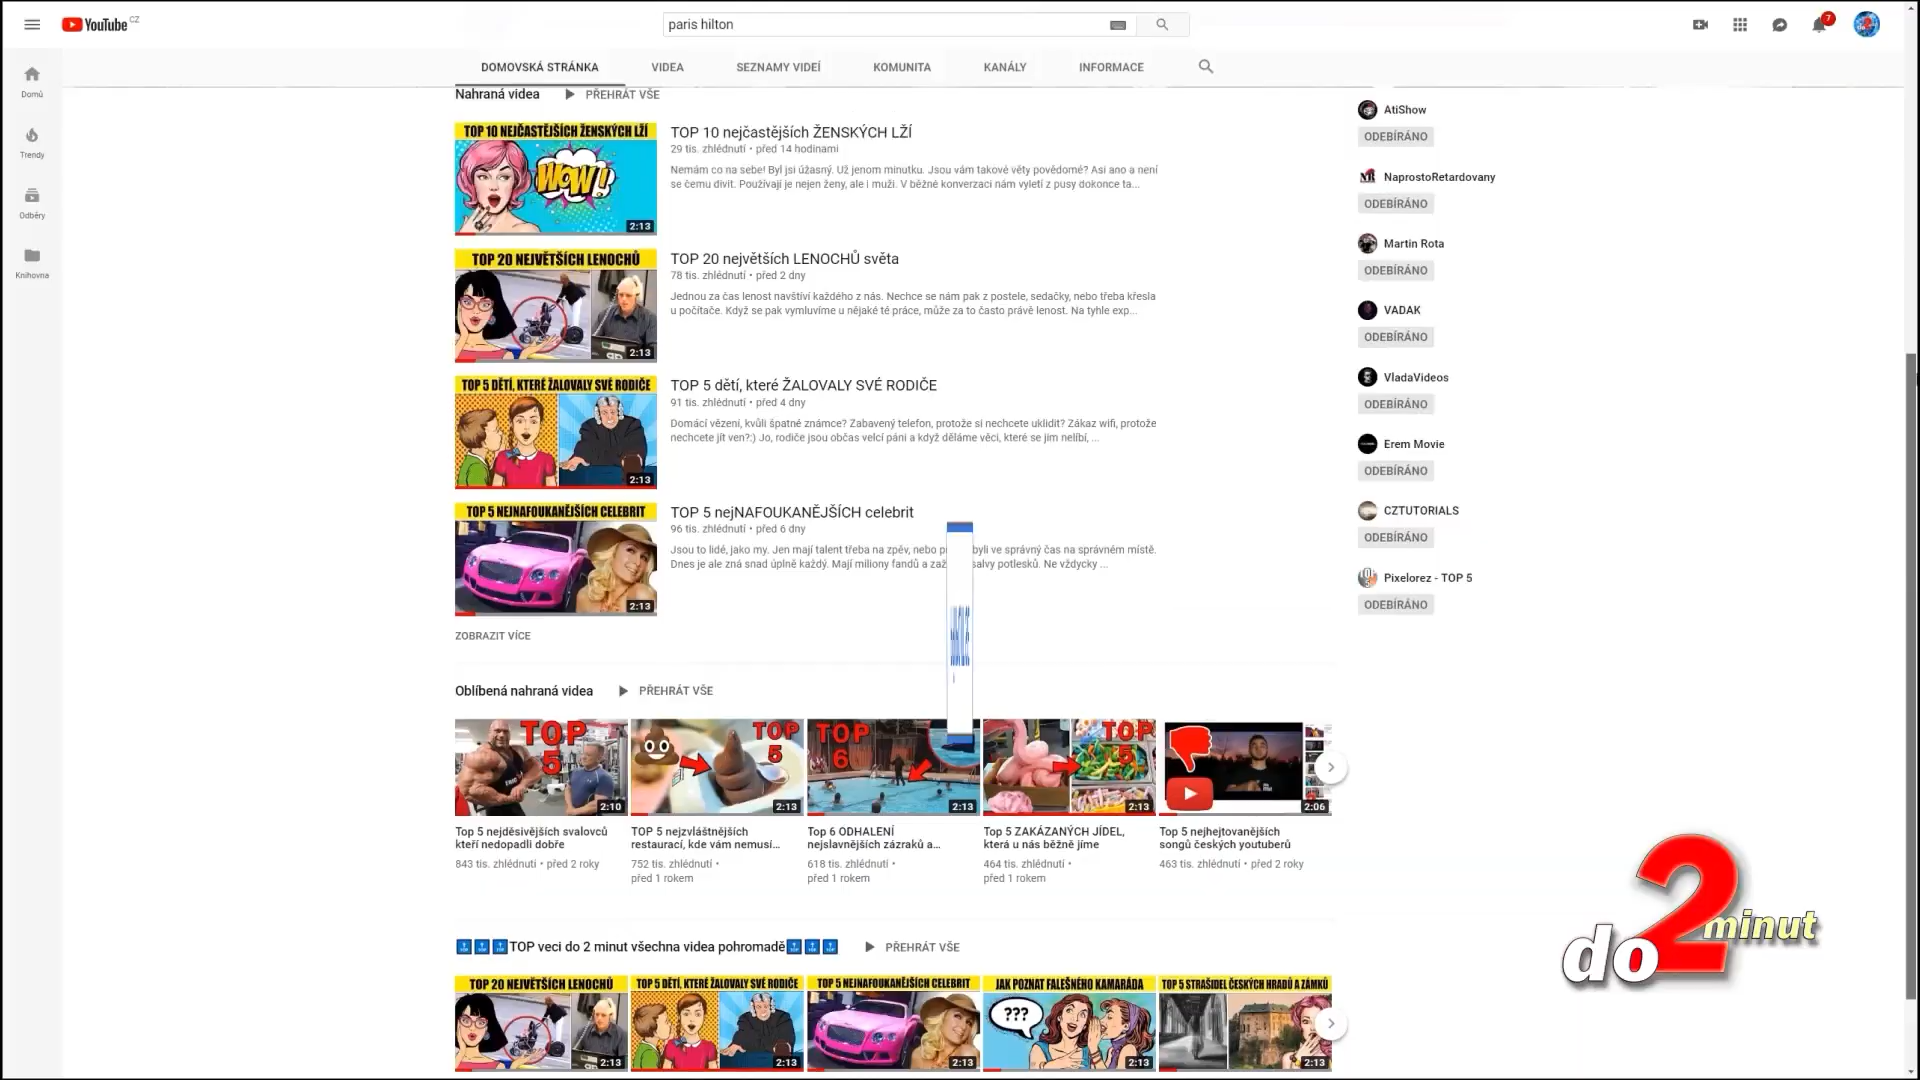 YouTube CZ
paris hilton
7
DOMOVSKÁ STRÁNKA VIDEA SEZNAMY VIDEÍ KOMUNITA KANÁLY INFORMACE
Domů
Trendy
Odběry
Knihovna
Nahraná videa PŘEHRÁT VŠE
TOP 10 NEJČASTĚJŠÍCH ŽENSKÝCH LŽÍ
WOW!
2:13
TOP 10 nejčastějších ŽENSKÝCH LŽÍ
29 tis. zhlédnutí • před 14 hodinami
Nemám co na sebe! Byl jsi úžasný. Už jenom minutku. Jsou vám takové věty povědomé? Asi ano a není
se čemu divit. Používají je nejen ženy, ale i muži. V běžné konverzaci nám vyletí z pusy dokonce ta...
TOP 20 NEJVĚTŠÍCH LENOCHŮ
2:13
TOP 20 největších LENOCHŮ světa
78 tis. zhlédnutí • před 2 dny
Jednou za čas lenost navštíví každého z nás. Nechce se nám pak z postele, sedačky, nebo třeba křesla
u počítače. Když se pak vymluvíme u nějaké té práce, může za to často právě lenost. Na tyhle exp...
TOP 5 DĚTÍ, KTERÉ ŽALOVALY SVÉ RODIČE
2:13
TOP 5 dětí, které ŽALOVALY SVÉ RODIČE
91 tis. zhlédnutí • před 4 dny
Domácí vězení, kvůli špatné známce? Zabavený telefon, protože si nechcete uklidit? Zákaz wifi, protože
nechcete jít ven?:) Jo, rodiče jsou občas velcí páni a když děláme věci, které se jim nelíbí, ...
TOP 5 NEJNAFOUKANĚJŠÍCH CELEBRIT
2:13
TOP 5 nejNAFOUKANĚJŠÍCH celebrit
96 tis. zhlédnutí • před 6 dny
Jsou to lidé, jako my. Jen mají talent třeba na zpěv, nebo byli ve správný čas na správném místě.
Dnes je ale zná snad úplně každý. Mají miliony fandů a salvy potlesků. Ne vždycky ...
ZOBRAZIT VÍCE
AtiShow
ODEBÍRÁNO
NaprostoRetardovany
ODEBÍRÁNO
Martin Rota
ODEBÍRÁNO
VADAK
ODEBÍRÁNO
VladaVideos
ODEBÍRÁNO
Erem Movie
ODEBÍRÁNO
CZTUTORIALS
ODEBÍRÁNO
Pixelorez - TOP 5
ODEBÍRÁNO
Oblíbená nahraná videa PŘEHRÁT VŠE
TOP 5
2:10
Top 5 nejděsivějších svalovců
kteří nedopadli dobře
843 tis. zhlédnutí • před 2 roky
TOP 5
2:13
TOP 5 nejzvláštnějších
restaurací, kde vám nemusí...
752 tis. zhlédnutí •
před 1 rokem
TOP 6
2:13
Top 6 ODHALENÍ
nejslavnějších zázraků a...
618 tis. zhlédnutí •
před 1 rokem
TOP 5
2:13
Top 5 ZAKÁZANÝCH JÍDEL,
která u nás běžně jíme
464 tis. zhlédnutí •
před 1 rokem
2:06
Top 5 nejhejtovanějších
songů českých youtuberů
463 tis. zhlédnutí • před 2 roky
TOP veci do 2 minut všechna videa pohromadě PŘEHRÁT VŠE
TOP 20 NEJVĚTŠÍCH LENOCHŮ
2:13
TOP 5 DĚTÍ, KTERÉ ŽALOVALY SVÉ RODIČE
2:13
TOP 5 NEJNAFOUKANĚJŠÍCH CELEBRIT
2:13
JAK POZNAT FALEŠNÉHO KAMARÁDA
???
2:13
TOP 5 STRAŠIDEL ČESKÝCH HRADŮ A ZÁMKŮ
2:13
do 2 minut